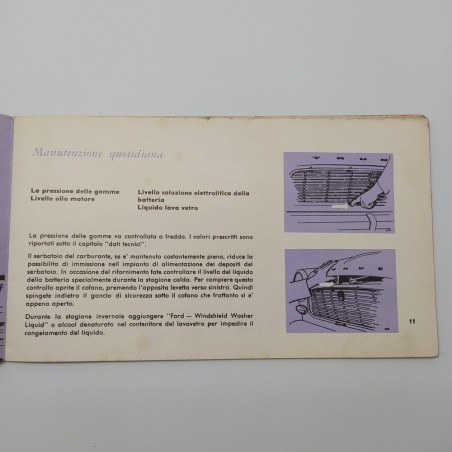 Manutenzione quotidiana
La pressione delle gomme
Livello olio motore
Livello soluzione elettrolitica della
batteria
Liquido lava vetro
La pressione delle gomme va controllata a freddo. I valori prescritti sono
riportati sotto il capitolo "dati tecnici".
Il serbatoio del carburante, se e' mantenuto costantemente pieno, riduce la
possibilità di immissione nell impianto di alimentazione dei depositi del
serbatoio. In occasione del rifornimento fate controllare il livello del liquido
della batteria specialmente durante la stagione calda. Per compiere questo
controllo aprite il cofano, premendo l'apposita levetta verso sinistra. Quindi
spingete indietro il gancio di sicurezza sotto il cofano che frattanto si e'
appena aperto.
Durante la stagione invernale aggiungere "Ford — Windshield Washer
Liquid" o alcool denaturato nel contenitore del lavavetro per impedire il
congelamento del liquido.
11